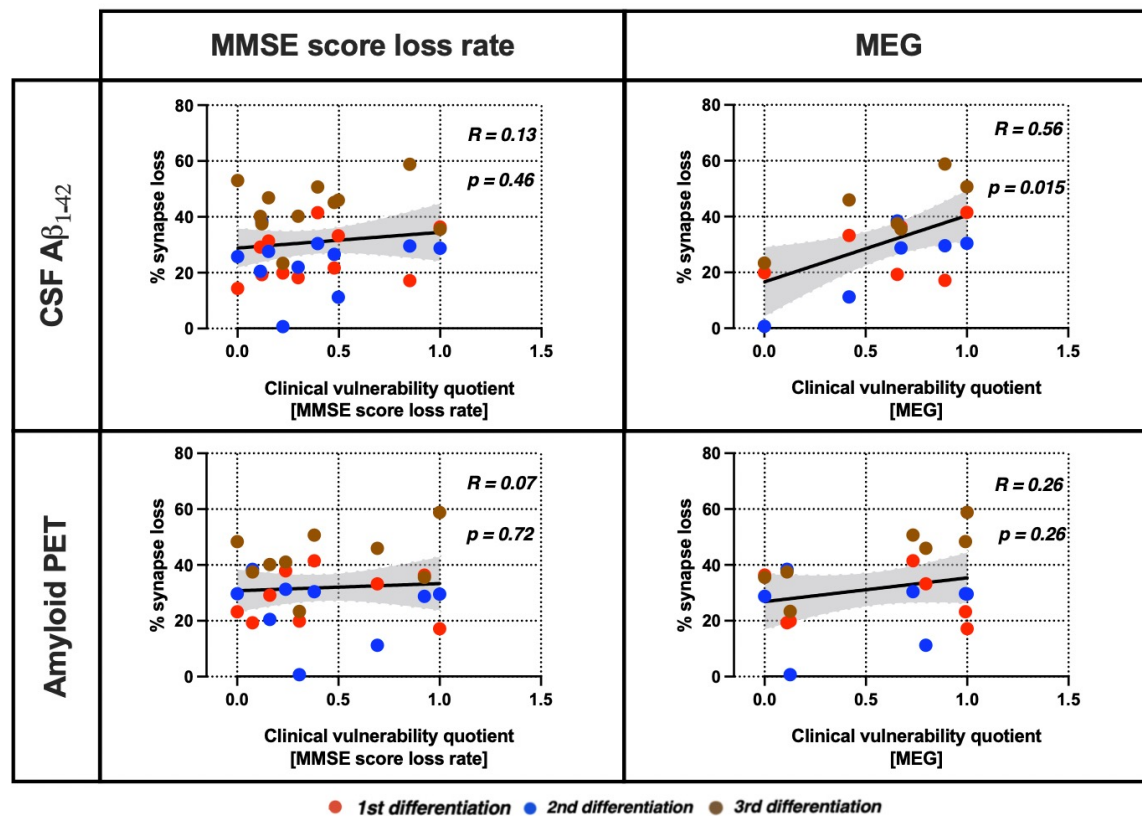 MMSE score loss rate
MEG
CSF Aβ1-42
% synapse loss
80
60
40
20
0
R = 0.13
p = 0.46
0.0 0.5 1.0 1.5
Clinical vulnerability quotient
[MMSE score loss rate]
% synapse loss
80
60
40
20
0
R = 0.56
p = 0.015
0.0 0.5 1.0 1.5
Clinical vulnerability quotient
[MEG]
Amyloid PET
% synapse loss
80
60
40
20
0
R = 0.07
p = 0.72
0.0 0.5 1.0 1.5
Clinical vulnerability quotient
[MMSE score loss rate]
% synapse loss
80
60
40
20
0
R = 0.26
p = 0.26
0.0 0.5 1.0 1.5
Clinical vulnerability quotient
[MEG]
1st differentiation 2nd differentiation 3rd differentiation